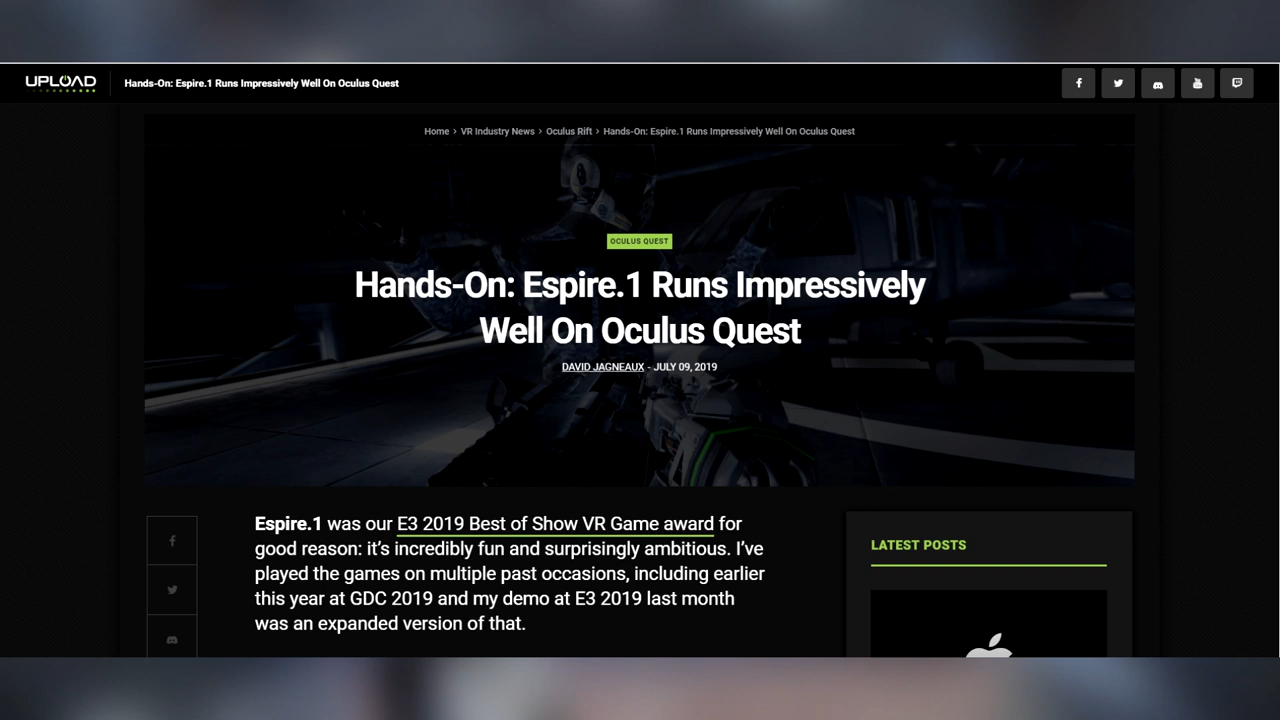 UPLOAD
Hands-On: Espire.1 Runs Impressively Well On Oculus Quest
Home › VR Industry News › Oculus Rift › Hands-On: Espire.1 Runs Impressively Well On Oculus Quest
OCULUS QUEST
Hands-On: Espire.1 Runs Impressively
Well On Oculus Quest
DAVID JAGNEAUX - JULY 09, 2019
Espire.1 was our E3 2019 Best of Show VR Game award for
good reason: it’s incredibly fun and surprisingly ambitious. I’ve
played the games on multiple past occasions, including earlier
this year at GDC 2019 and my demo at E3 2019 last month
was an expanded version of that.
LATEST POSTS